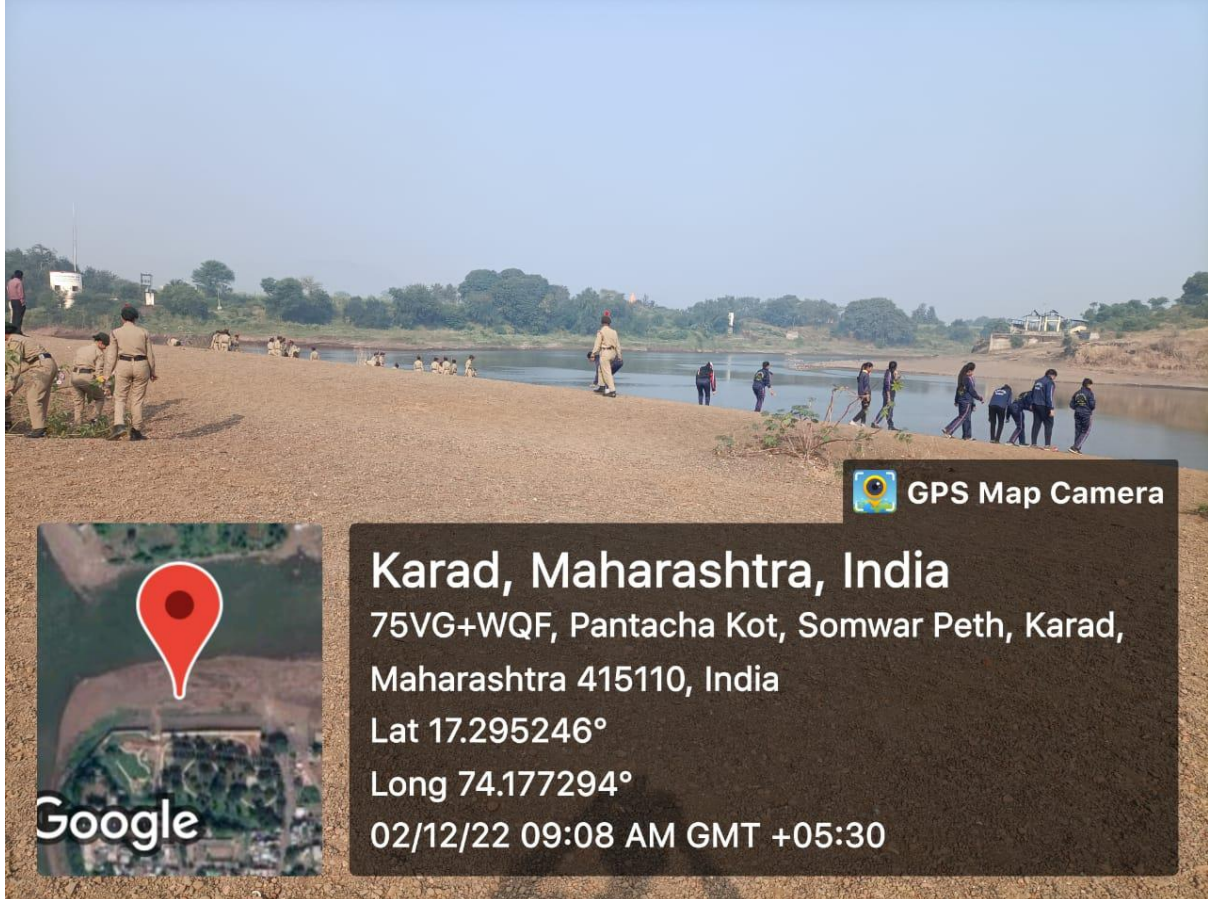 GPS Map Camera
Karad, Maharashtra, India
75VG+WQF, Pantacha Kot, Somwar Peth, Karad,
Maharashtra 415110, India
Lat 17.295246°
Long 74.177294°
02/12/22 09:08 AM GMT +05:30
Google